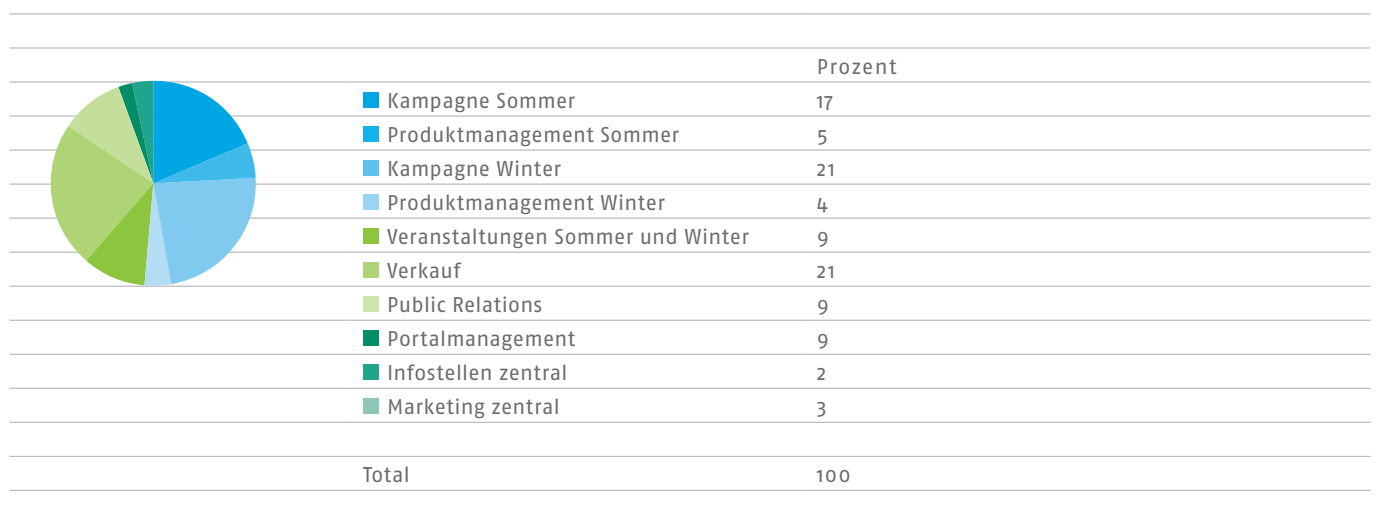 Prozent
Kampagne Sommer 17
Produktmanagement Sommer 5
Kampagne Winter 21
Produktmanagement Winter 4
Veranstaltungen Sommer und Winter 9
Verkauf 21
Public Relations 9
Portalmanagement 9
Infostellen zentral 2
Marketing zentral 3
Total 100